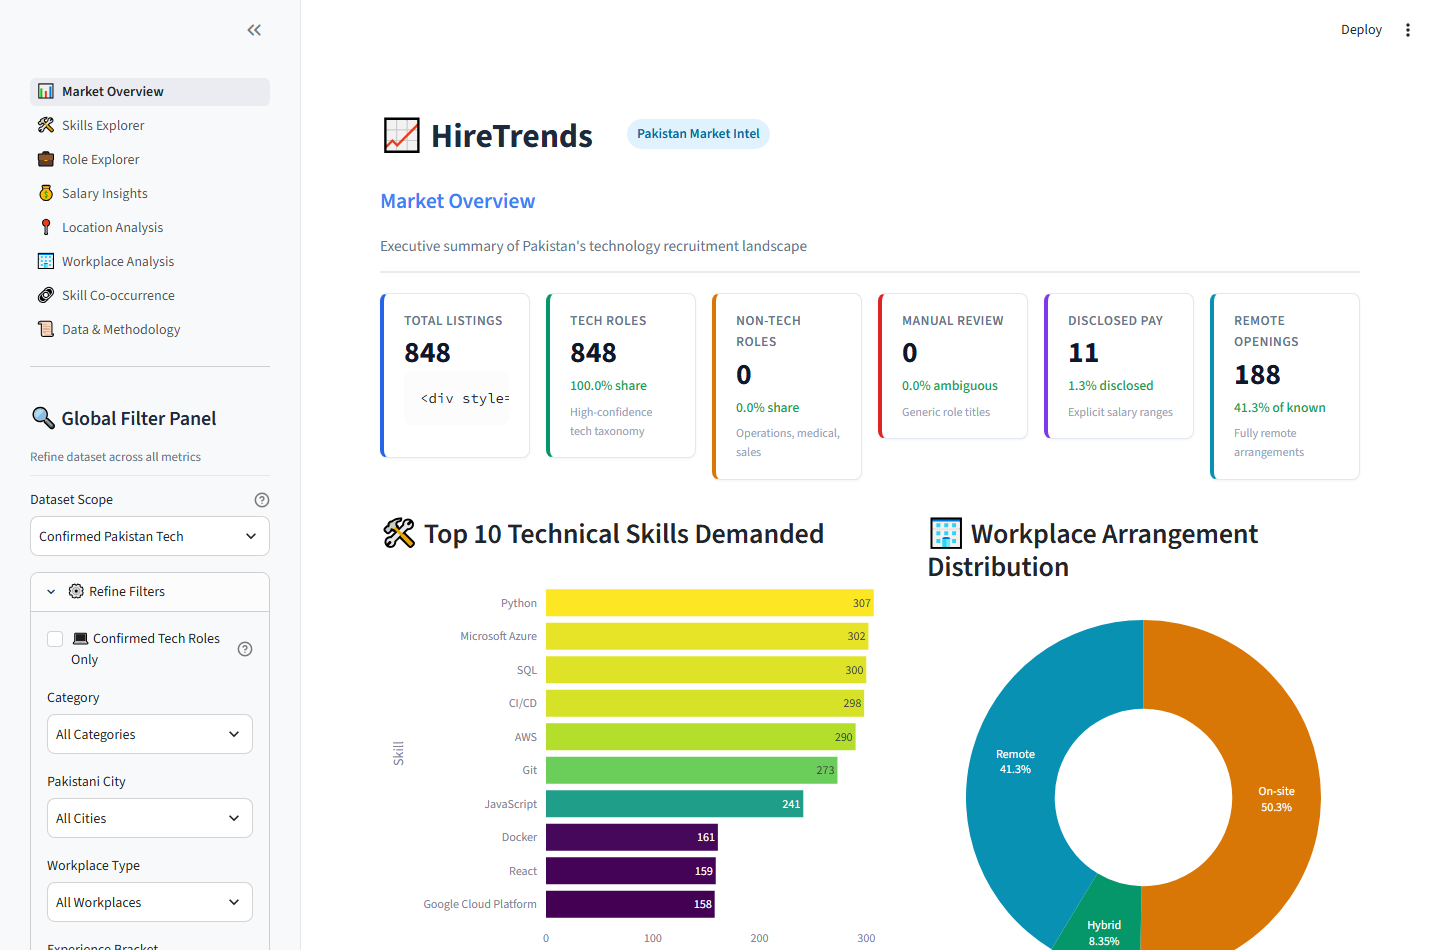 Deploy
Market Overview
Skills Explorer
Role Explorer
Salary Insights
Location Analysis
Workplace Analysis
Skill Co-occurrence
Data & Methodology
Global Filter Panel
Refine dataset across all metrics
Dataset Scope
Confirmed Pakistan Tech
Refine Filters
Confirmed Tech Roles
Only
Category
All Categories
Pakistani City
All Cities
Workplace Type
All Workplaces
Experience Bracket
HireTrends
Pakistan Market Intel
Market Overview
Executive summary of Pakistan's technology recruitment landscape
TOTAL LISTINGS
848
<div style=
TECH ROLES
848
100.0% share
High-confidence
tech taxonomy
NON-TECH
ROLES
0
0.0% share
Operations, medical,
sales
MANUAL REVIEW
0
0.0% ambiguous
Generic role titles
DISCLOSED PAY
11
1.3% disclosed
Explicit salary ranges
REMOTE
OPENINGS
188
41.3% of known
Fully remote
arrangements
Top 10 Technical Skills Demanded
Skill
Python 307
Microsoft Azure 302
SQL 300
CI/CD 298
AWS 290
Git 273
JavaScript 241
Docker 161
React 159
Google Cloud Platform 158
0 100 200 300
Workplace Arrangement
Distribution
Remote
41.3%
On-site
50.3%
Hybrid
8.35%